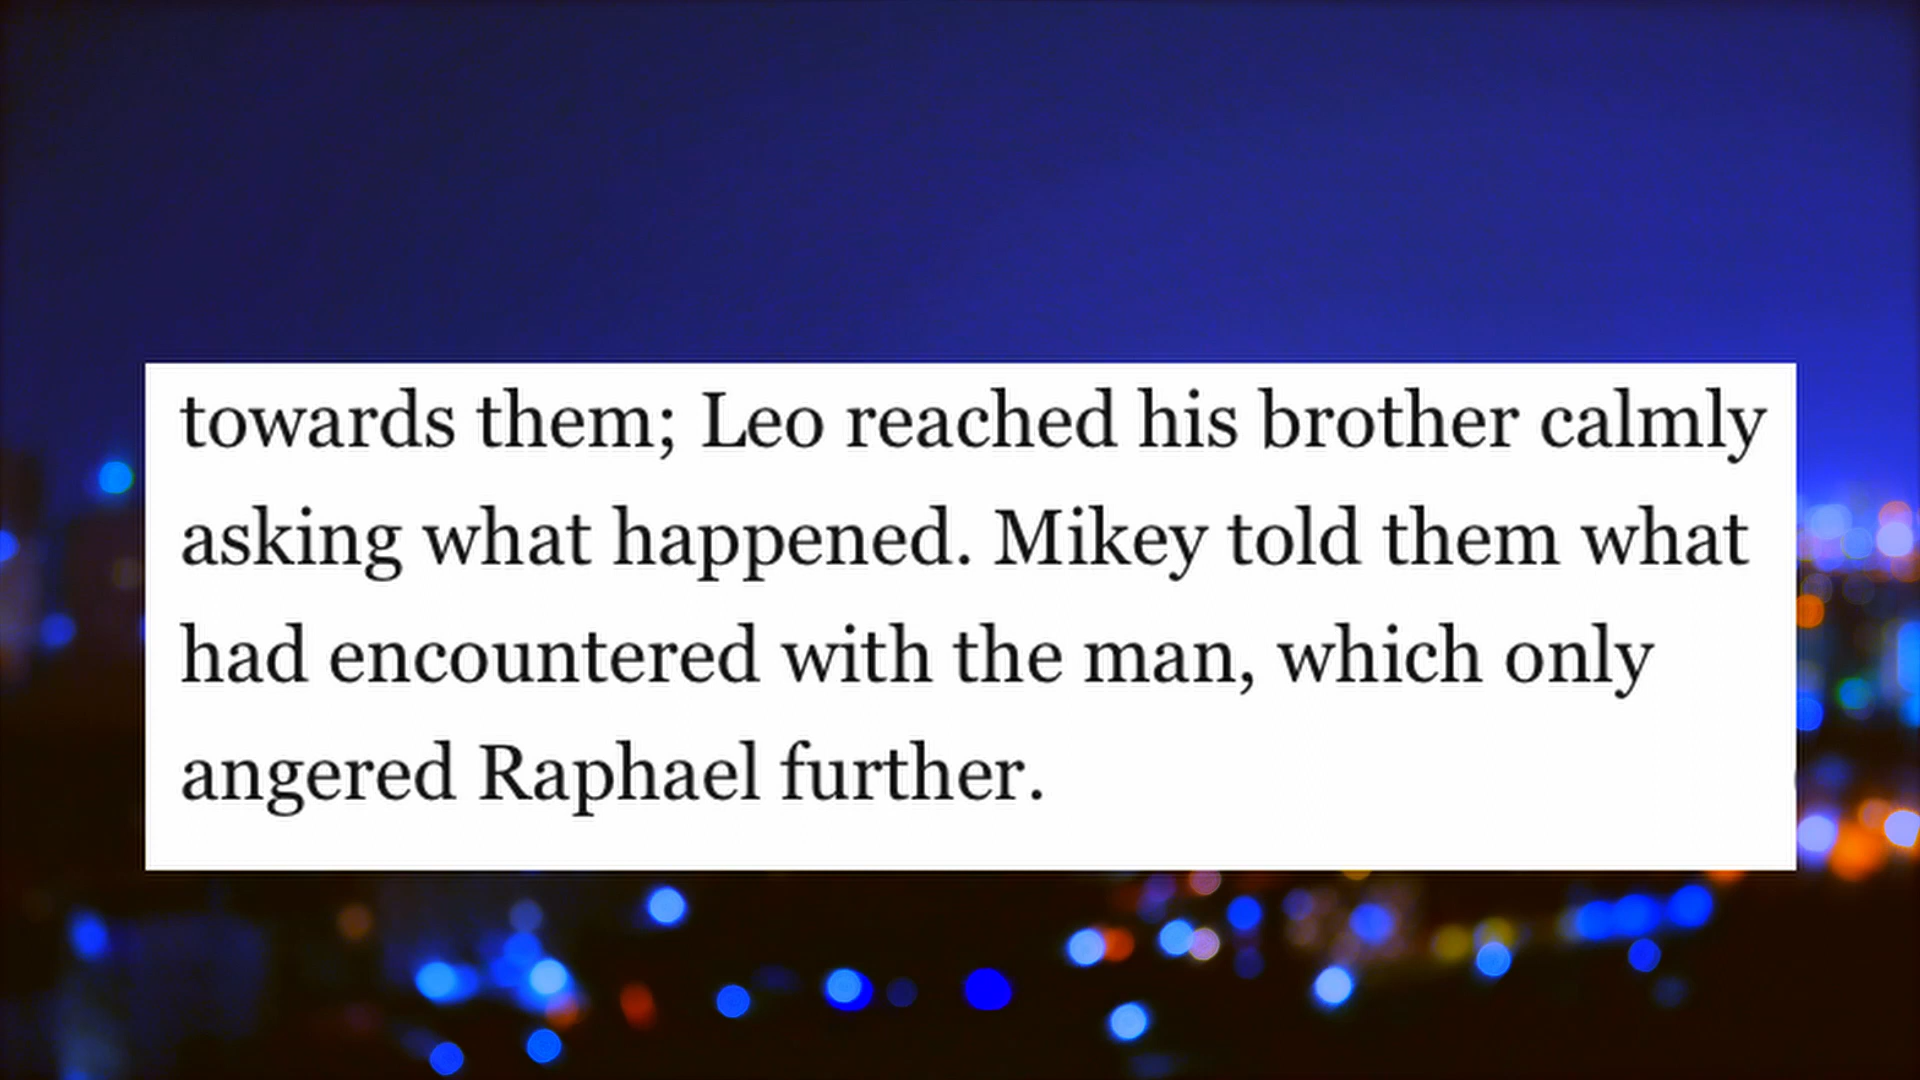 towards them; Leo reached his brother calmly
asking what happened. Mikey told them what
had encountered with the man, which only
angered Raphael further.